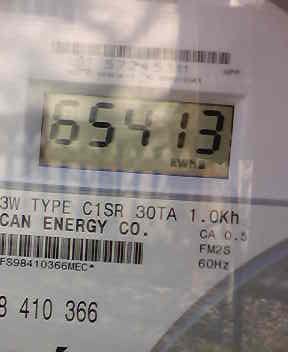 65413
3W TYPE C1SR 30TA 1.0Kh
CAN ENERGY CO.
CA 0.5
FM2S
FS98410366MEC*
60Hz
8 410 366